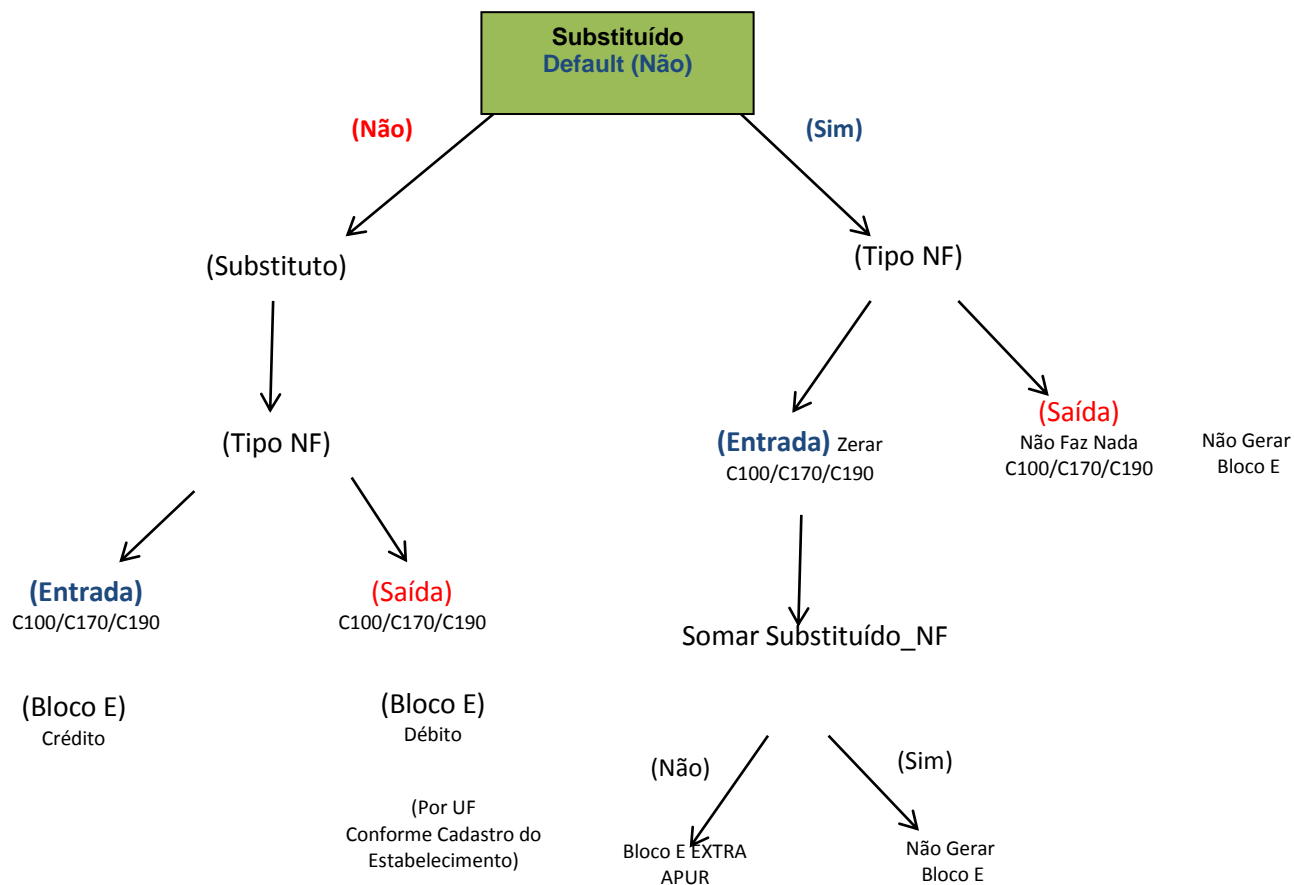 Substituído
Default (Não)
(Não)
(Sim)
(Substituto)
(Tipo NF)
(Tipo NF)
(Entrada) Zerar
C100/C170/C190
(Saída)
Não Faz Nada
C100/C170/C190
Não Gerar
Bloco E
(Entrada)
C100/C170/C190
(Saída)
C100/C170/C190
Somar Substituído_NF
(Bloco E)
Crédito
(Bloco E)
Débito
(Não)
(Sim)
(Por UF
Conforme Cadastro do
Estabelecimento)
Bloco E EXTRA
APUR
Não Gerar
Bloco E